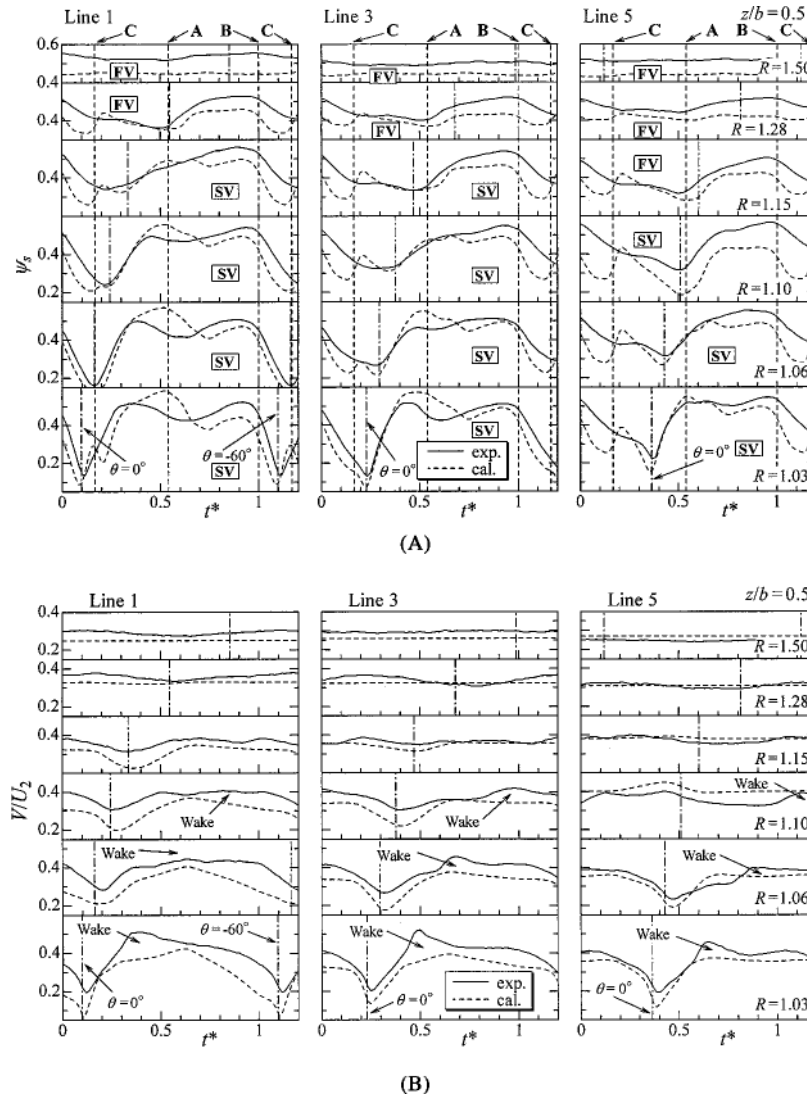 Line 1 Line 3 Line 5 z/b = 0.5
C A B C C A B C C A B C
0.6
FV FV FV R = 1.50
0.4
FV FV FV R = 1.28
0.4
SV SV FV R = 1.15
0.4
SV SV SV R = 1.10
0.4
0.2
ψs
SV SV SV R = 1.06
0.4
0.2
θ = 0° θ = -60° SV θ = 0° SV θ = 0° SV R = 1.03
0.4
0.2
exp.
cal.
0 0.5 1 0 0.5 1 0 0.5 1
t* t* t*
(A)
Line 1 Line 3 Line 5 z/b = 0.5
0.4
0.2
R = 1.50
0.4
0.2
R = 1.28
0.4
R = 1.15
0.4
0.2
V/U2
Wake Wake Wake R = 1.10
0.4
0.2
Wake Wake Wake R = 1.06
0.4
0.2
Wake θ = -60° θ = 0° Wake θ = 0° Wake θ = 0° R = 1.03
exp.
cal.
0 0.5 1 0 0.5 1 0 0.5 1
t* t* t*
(B)